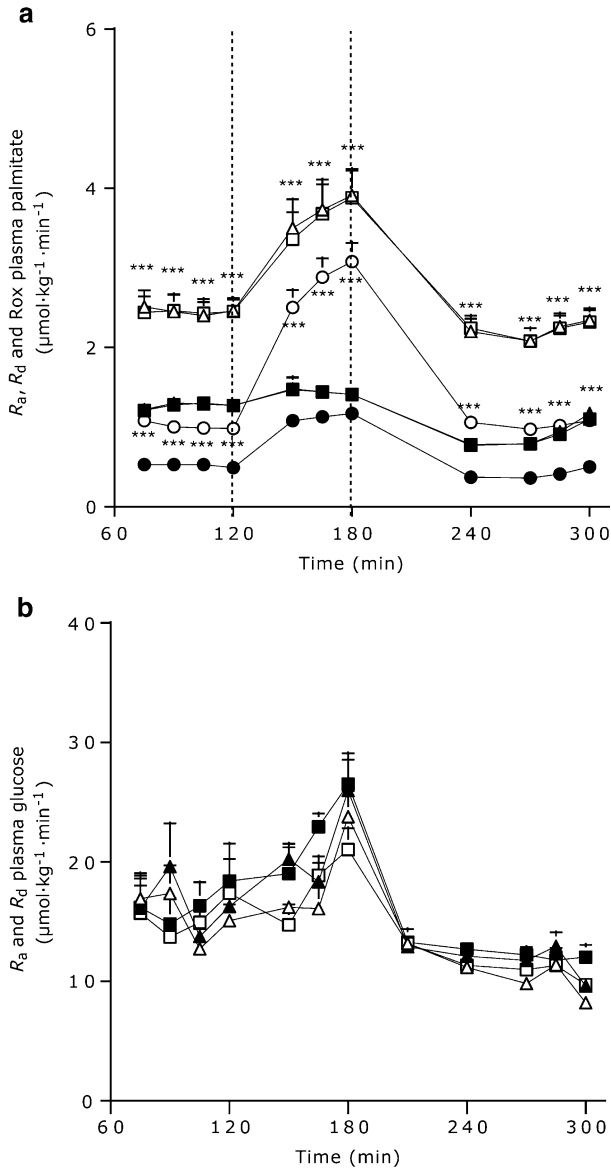 a
6
4
2
0
Ra, Rd and Rox plasma palmitate
(µmol·kg⁻¹·min⁻¹)
*** *** *** ***
*** *** ***
*** *** ***
*** *** *** ***
*** *** *** ***
*** *** *** ***
60 120 180 240 300
Time (min)
b
40
30
20
10
0
Ra and Rd plasma glucose
(µmol·kg⁻¹·min⁻¹)
60 120 180 240 300
Time (min)